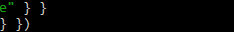 e" } }
} })